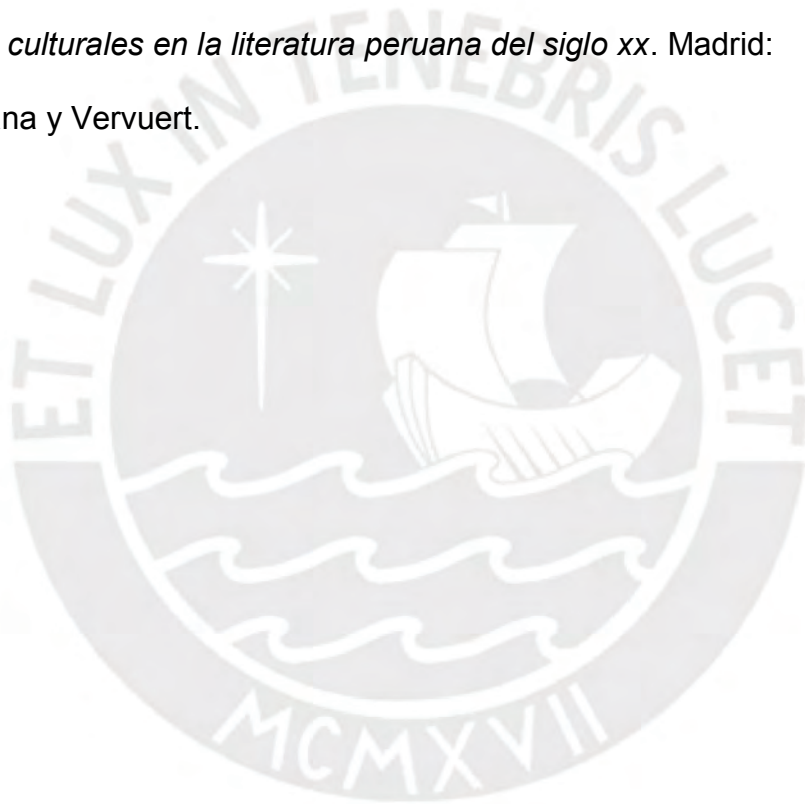 culturales en la literatura peruana del siglo xx. Madrid:
na y Vervuert.
ET LUX IN TENEBRIS LUCET
MCMXVII